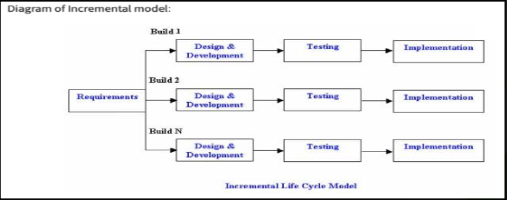 Diagram of Incremental model:
Build 1
Design &
Development
Testing
Implementation
Requirements
Build 2
Design &
Development
Testing
Implementation
Build N
Design &
Development
Testing
Implementation
Incremental Life Cycle Model